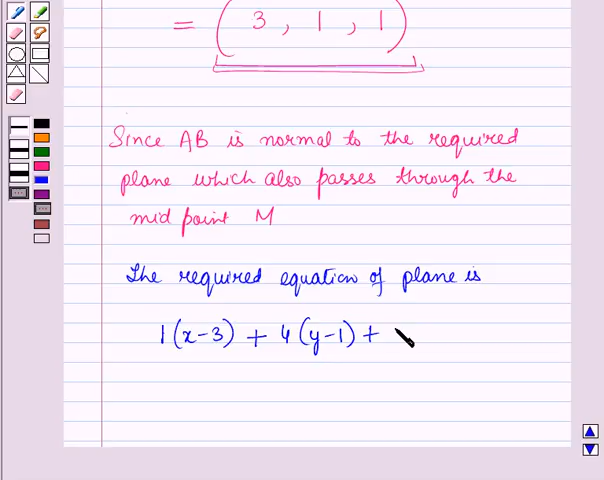 = (3, 1, 1)
Since AB is normal to the required
plane which also passes through the
mid point M
The required equation of plane is
1(x-3) + 4(y-1) +